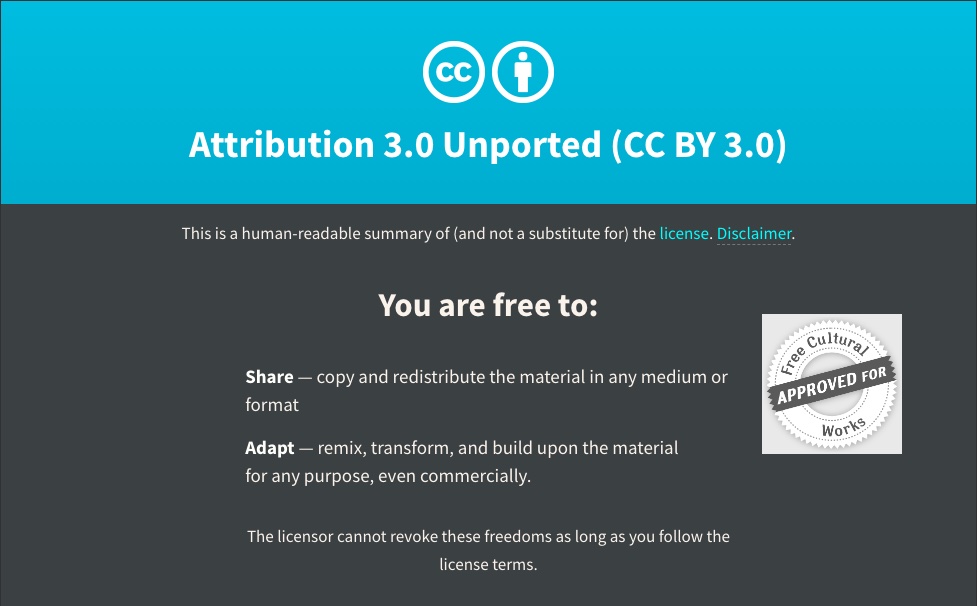 cc
Attribution 3.0 Unported (CC BY 3.0)
This is a human-readable summary of (and not a substitute for) the license. Disclaimer.
You are free to:
Share — copy and redistribute the material in any medium or
format
Adapt — remix, transform, and build upon the material
for any purpose, even commercially.
Free Cultural
APPROVED FOR
Works
The licensor cannot revoke these freedoms as long as you follow the
license terms.